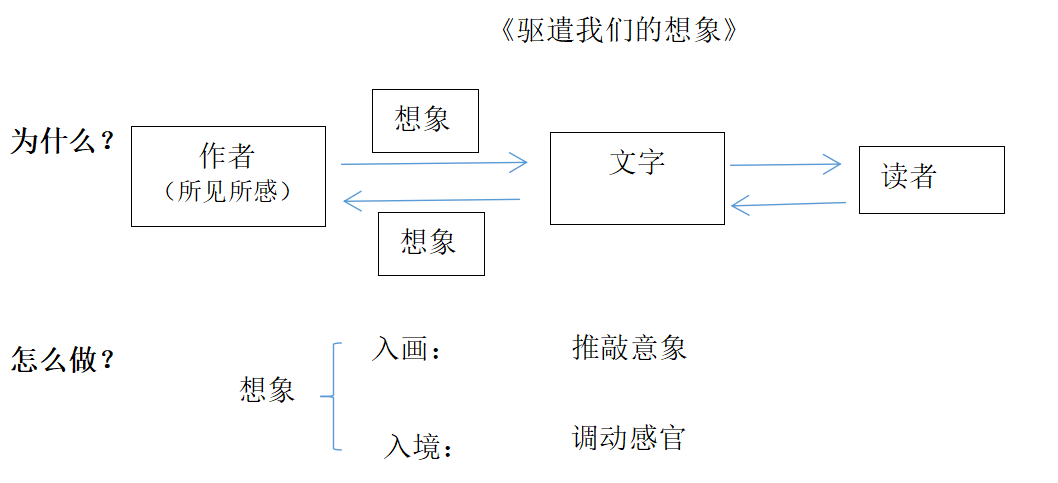 《驱遣我们的想象》
想象
为什么？
作者
（所见所感）
文字
读者
想象
怎么做？
入画：
推敲意象
想象
入境：
调动感官